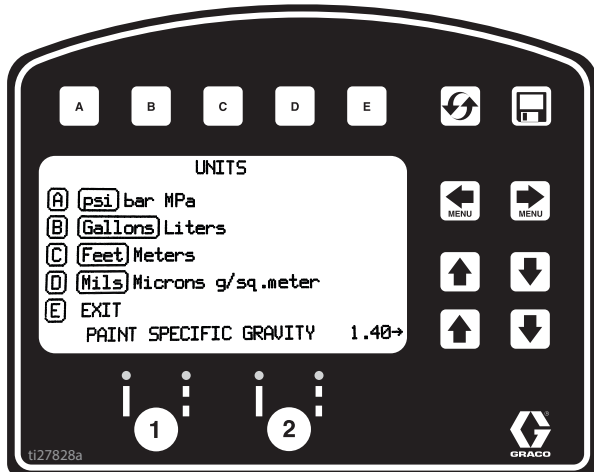 A B C D E
UNITS
A psi bar MPa
B Gallons Liters
C Feet Meters
D Mils Microns g/sq.meter
E EXIT
PAINT SPECIFIC GRAVITY 1.40→
MENU MENU
1 2
ti27828a
GRACO